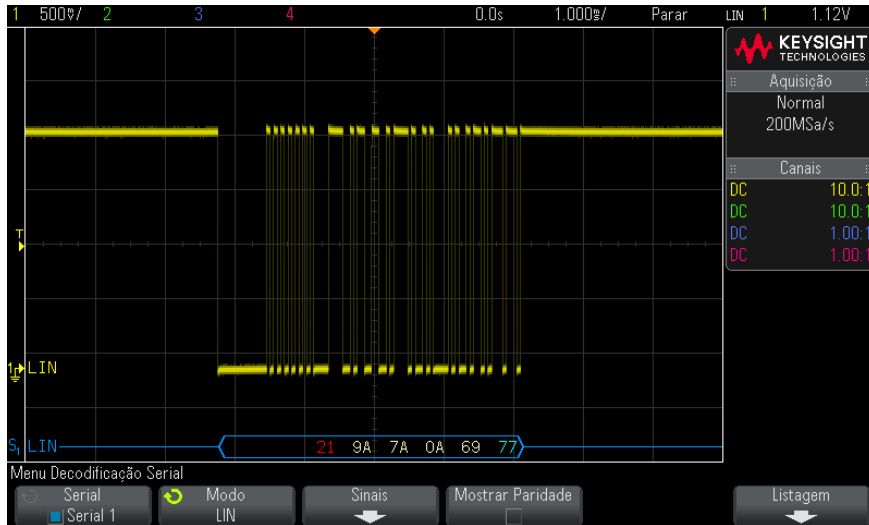 1 500V/ 2 3 4 0.0s 1.000s/ Parar LIN 1 1.12V
KEYSIGHT
TECHNOLOGIES
Aquisição
Normal
200MSa/s
Canais
DC 10.0:1
DC 10.0:1
DC 1.00:1
DC 1.00:1
T
1 LIN
S1 LIN 21 9A 7A 0A 69 77
Menu Decodificação Serial
Serial Modo Sinais Mostrar Paridade Listagem
Serial 1 LIN